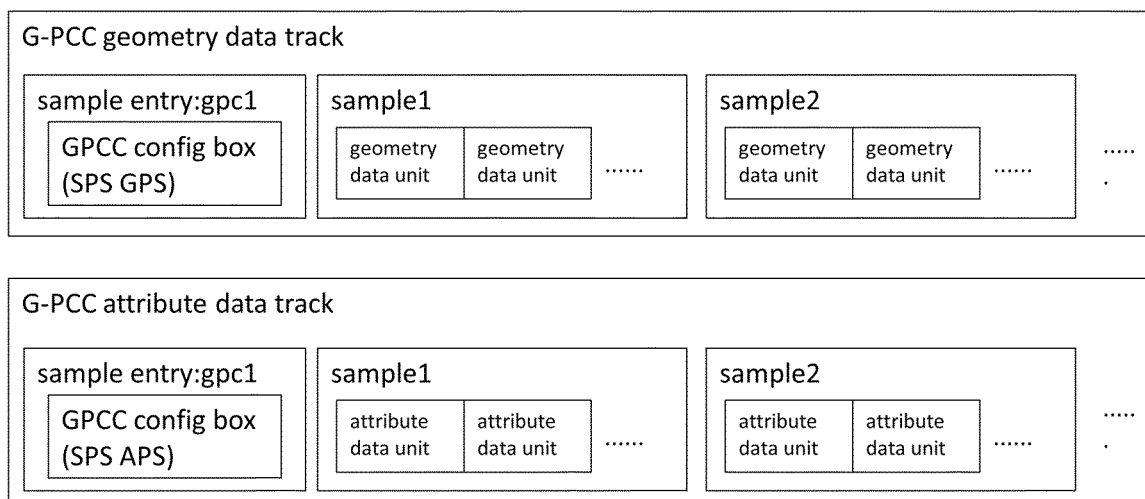 G-PCC geometry data track
sample entry:gpc1
GPCC config box
(SPS GPS)
sample1
geometry
data unit
geometry
data unit
......
sample2
geometry
data unit
geometry
data unit
......
.....
.
G-PCC attribute data track
sample entry:gpc1
GPCC config box
(SPS APS)
sample1
attribute
data unit
attribute
data unit
......
sample2
attribute
data unit
attribute
data unit
......
.....
.